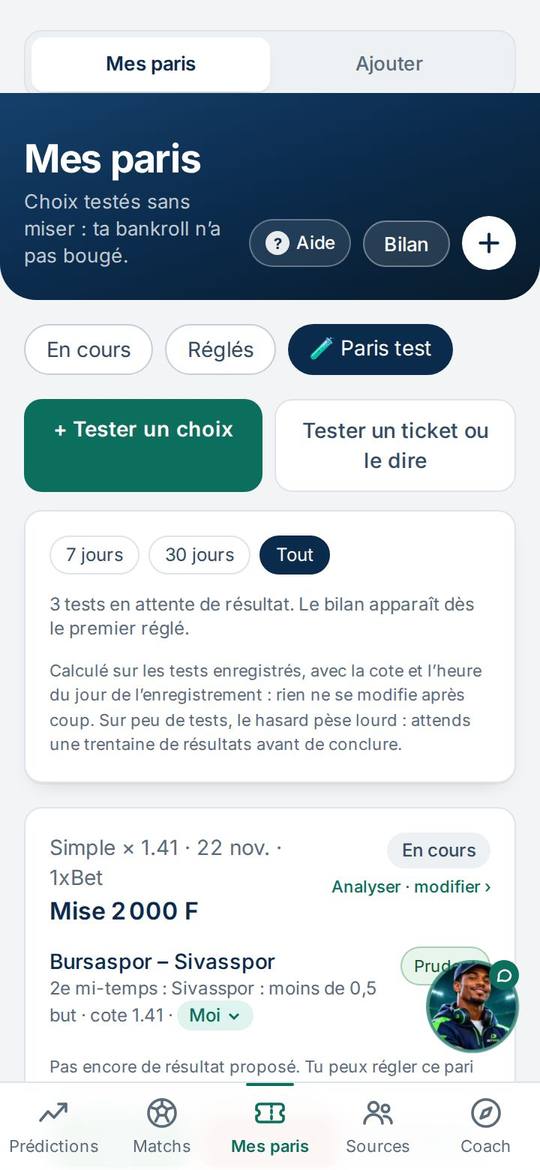 Mes paris
Ajouter
Mes paris
Choix testés sans
miser : ta bankroll n’a
pas bougé.
? Aide
Bilan
+
En cours
Réglés
🧪 Paris test
+ Tester un choix
Tester un ticket ou
le dire
7 jours
30 jours
Tout
3 tests en attente de résultat. Le bilan apparaît dès
le premier réglé.
Calculé sur les tests enregistrés, avec la cote et l’heure
du jour de l’enregistrement : rien ne se modifie après
coup. Sur peu de tests, le hasard pèse lourd : attends
une trentaine de résultats avant de conclure.
Simple × 1.41 · 22 nov. ·
1xBet
En cours
Analyser · modifier ›
Mise 2 000 F
Bursaspor – Sivasspor
2e mi-temps : Sivasspor : moins de 0,5
but · cote 1.41 · Moi
Pas encore de résultat proposé. Tu peux régler ce pari
Prédictions
Matchs
Mes paris
Sources
Coach